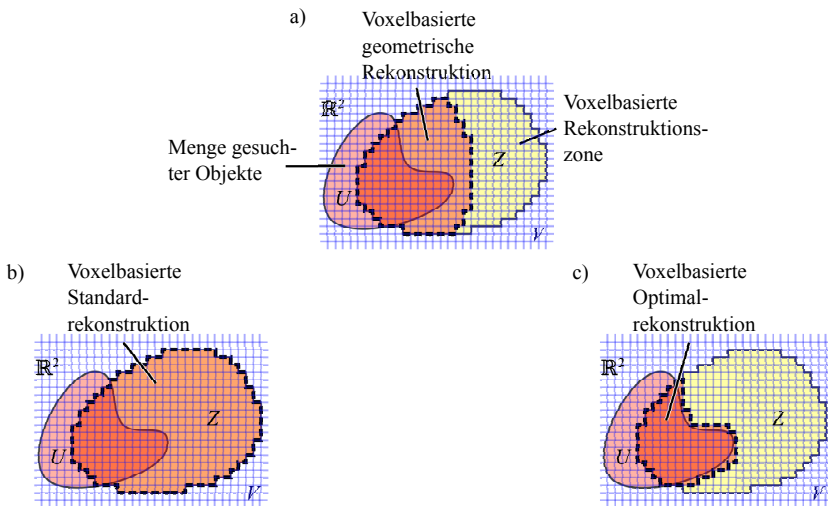 a)
Voxelbasierte
geometrische
Rekonstruktion
ℝ²
Voxelbasierte
Rekonstruktions-
zone
Menge gesuch-
ter Objekte
Z
U
V
b)
Voxelbasierte
Standard-
rekonstruktion
ℝ²
Z
U
V
c)
Voxelbasierte
Optimal-
rekonstruktion
ℝ²
Z
U
V